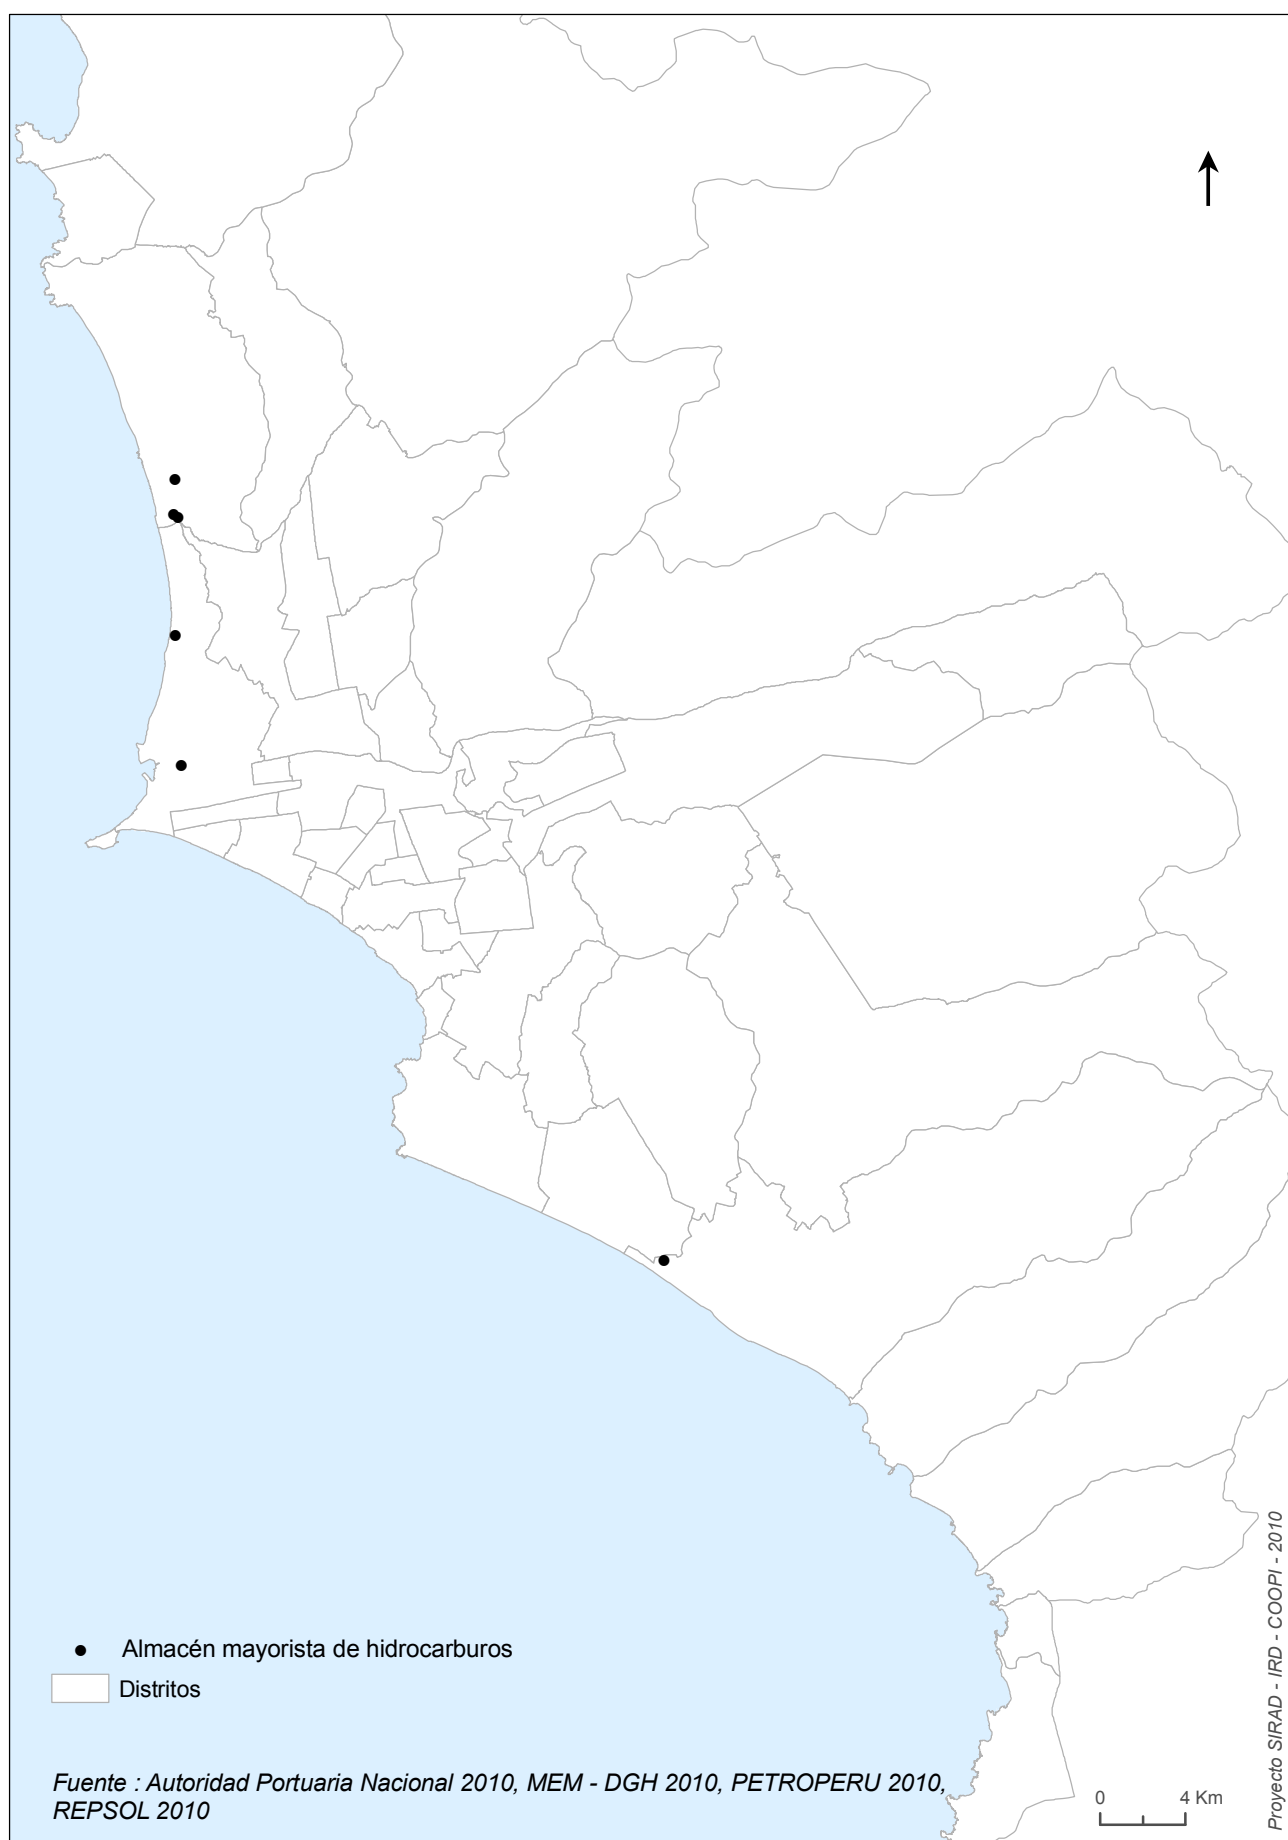 Almacén mayorista de hidrocarburos
Distritos
Fuente : Autoridad Portuaria Nacional 2010, MEM - DGH 2010, PETROPERU 2010,
REPSOL 2010
0 4 Km
Proyecto SIRAD - IRD - COOPI - 2010